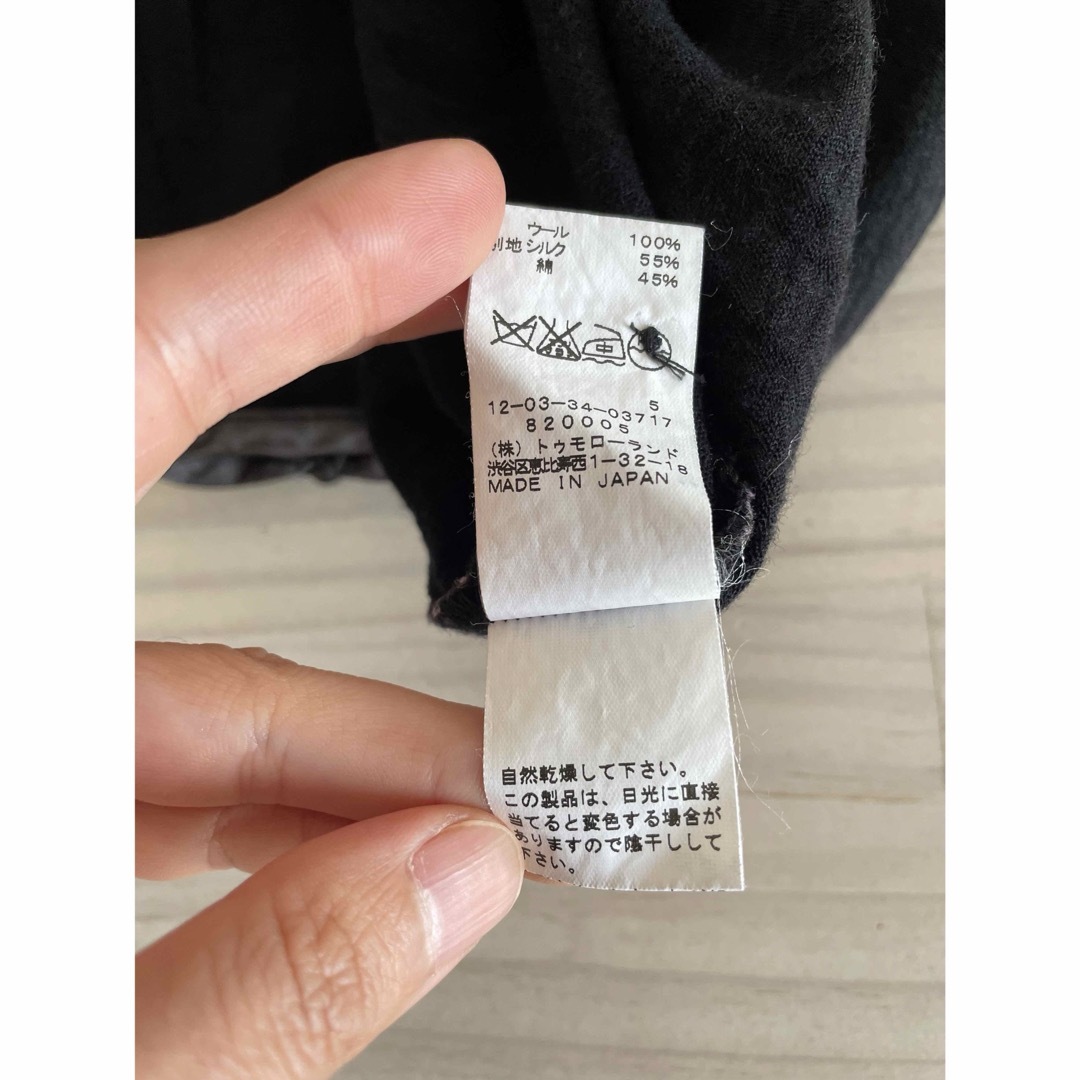 ウール 100%
別地 シルク 55%
綿 45%
中
5
12-03-34-03717
820005
(株) トゥモローランド
渋谷区恵比寿西1-32-18
MADE IN JAPAN
自然乾燥して下さい。
この製品は、日光に直接
当てると変色する場合が
ありますので陰干しして
下さい。